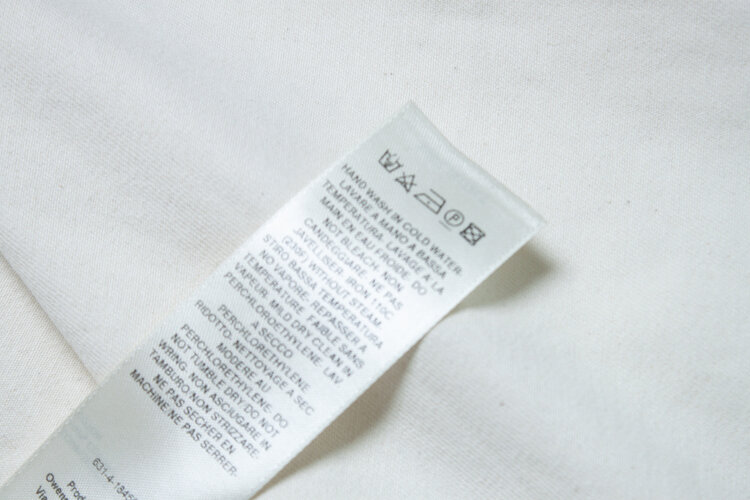 HAND WASH IN COLD WATER.
LAVARE A MANO A BASSA
TEMPERATURA. LAVAGE A LA
MAIN EN EAU FROIDE. DO
NOT BLEACH. NON
CANDEGGIARE. NE PAS
JAVELLISER. IRON 110C
(230F) WITHOUT STEAM.
STIRO BASSA TEMPERATURA
NO VAPORE. REPASSER A
TEMPERATURE FAIBLE SANS
VAPEUR. MILD DRY CLEAN IN
PERCHLOROETHYLENE. LAV
A SECCO
PERCHLORETHYLENE
RIDOTTO. NETTOYAGE A SEC
MODERE AU
PERCHLORETHYLENE. DO
NOT TUMBLE DRY/DO NOT
WRING. NON ASCIUGARE IN
TAMBURO/NON STRIZZARE.
NE PAS SECHER EN
MACHINE/NE PAS SERRER.